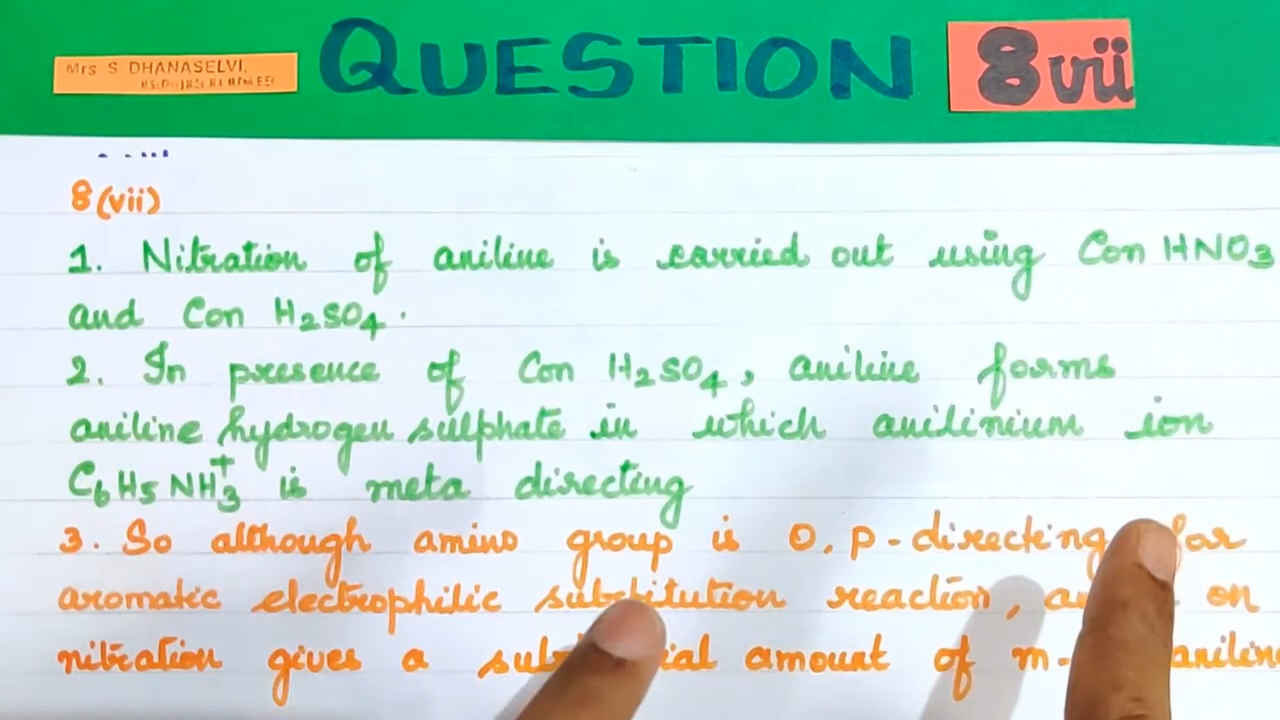 Mrs S DHANASELVI,
QUESTION 8vii
8(vii)
1. Nitration of aniline is carried out using Con HNO3
and Con H2SO4.
2. In presence of Con H2SO4, aniline forms
aniline hydrogen sulphate in which anilinium ion
C6H5NH3+ is meta directing
3. So although amino group is O, P-directing for
aromatic electrophilic substitution reaction, on
nitration gives a amount of m-